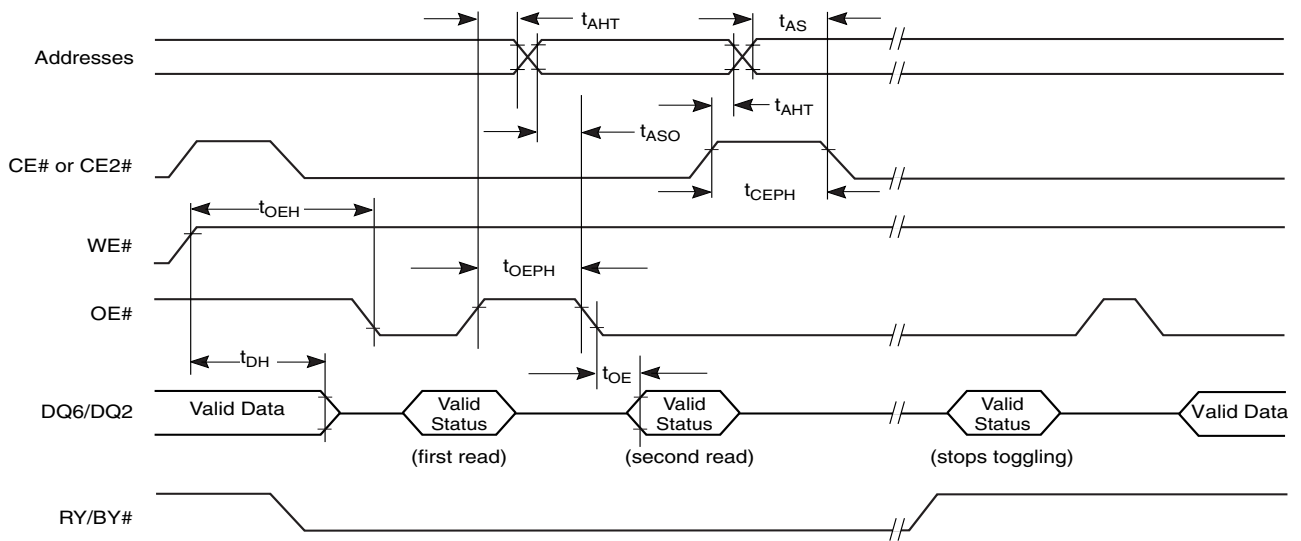 tAHT
tAS
Addresses
tAHT
tASO
CE# or CE2#
tCEPH
tOEH
WE#
tOEPH
OE#
tDH
tOE
DQ6/DQ2
Valid Data
Valid
Status
Valid
Status
Valid
Status
Valid Data
(first read)
(second read)
(stops toggling)
RY/BY#